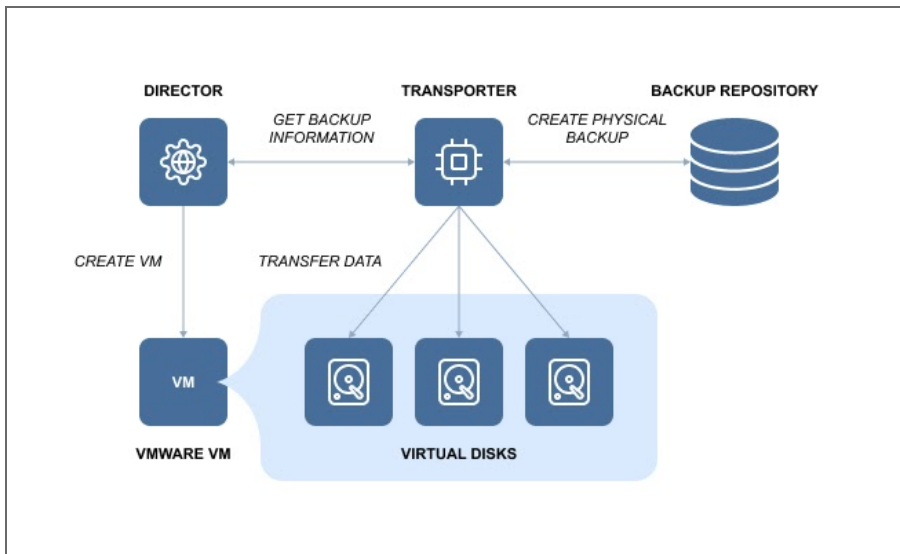 DIRECTOR
TRANSPORTER
BACKUP REPOSITORY
GET BACKUP
INFORMATION
CREATE PHYSICAL
BACKUP
CREATE VM
TRANSFER DATA
VM
VMWARE VM
VIRTUAL DISKS